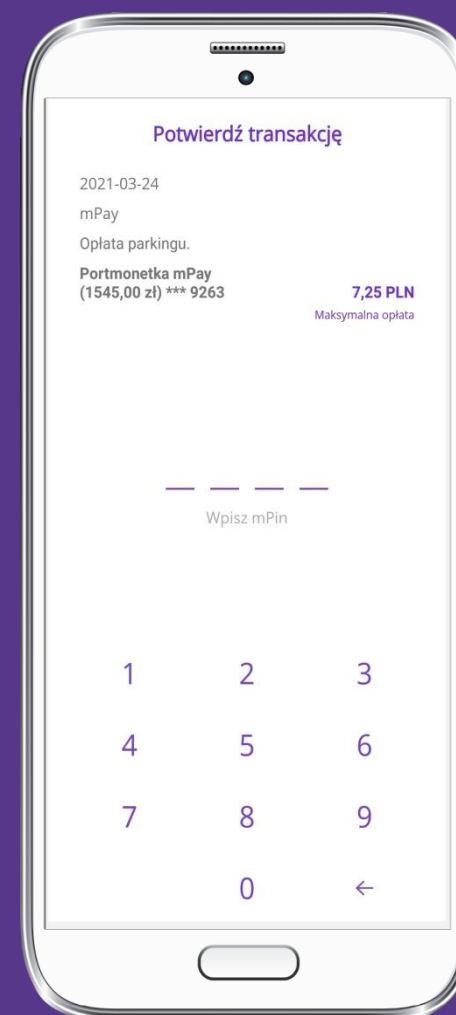 Potwierdź transakcję
2021-03-24
mPay
Opłata parkingu.
Portmonetka mPay
(1545,00 zł) *** 9263 7,25 PLN
Maksymalna opłata
Wpisz mPin
1 2 3
4 5 6
7 8 9
0 ←